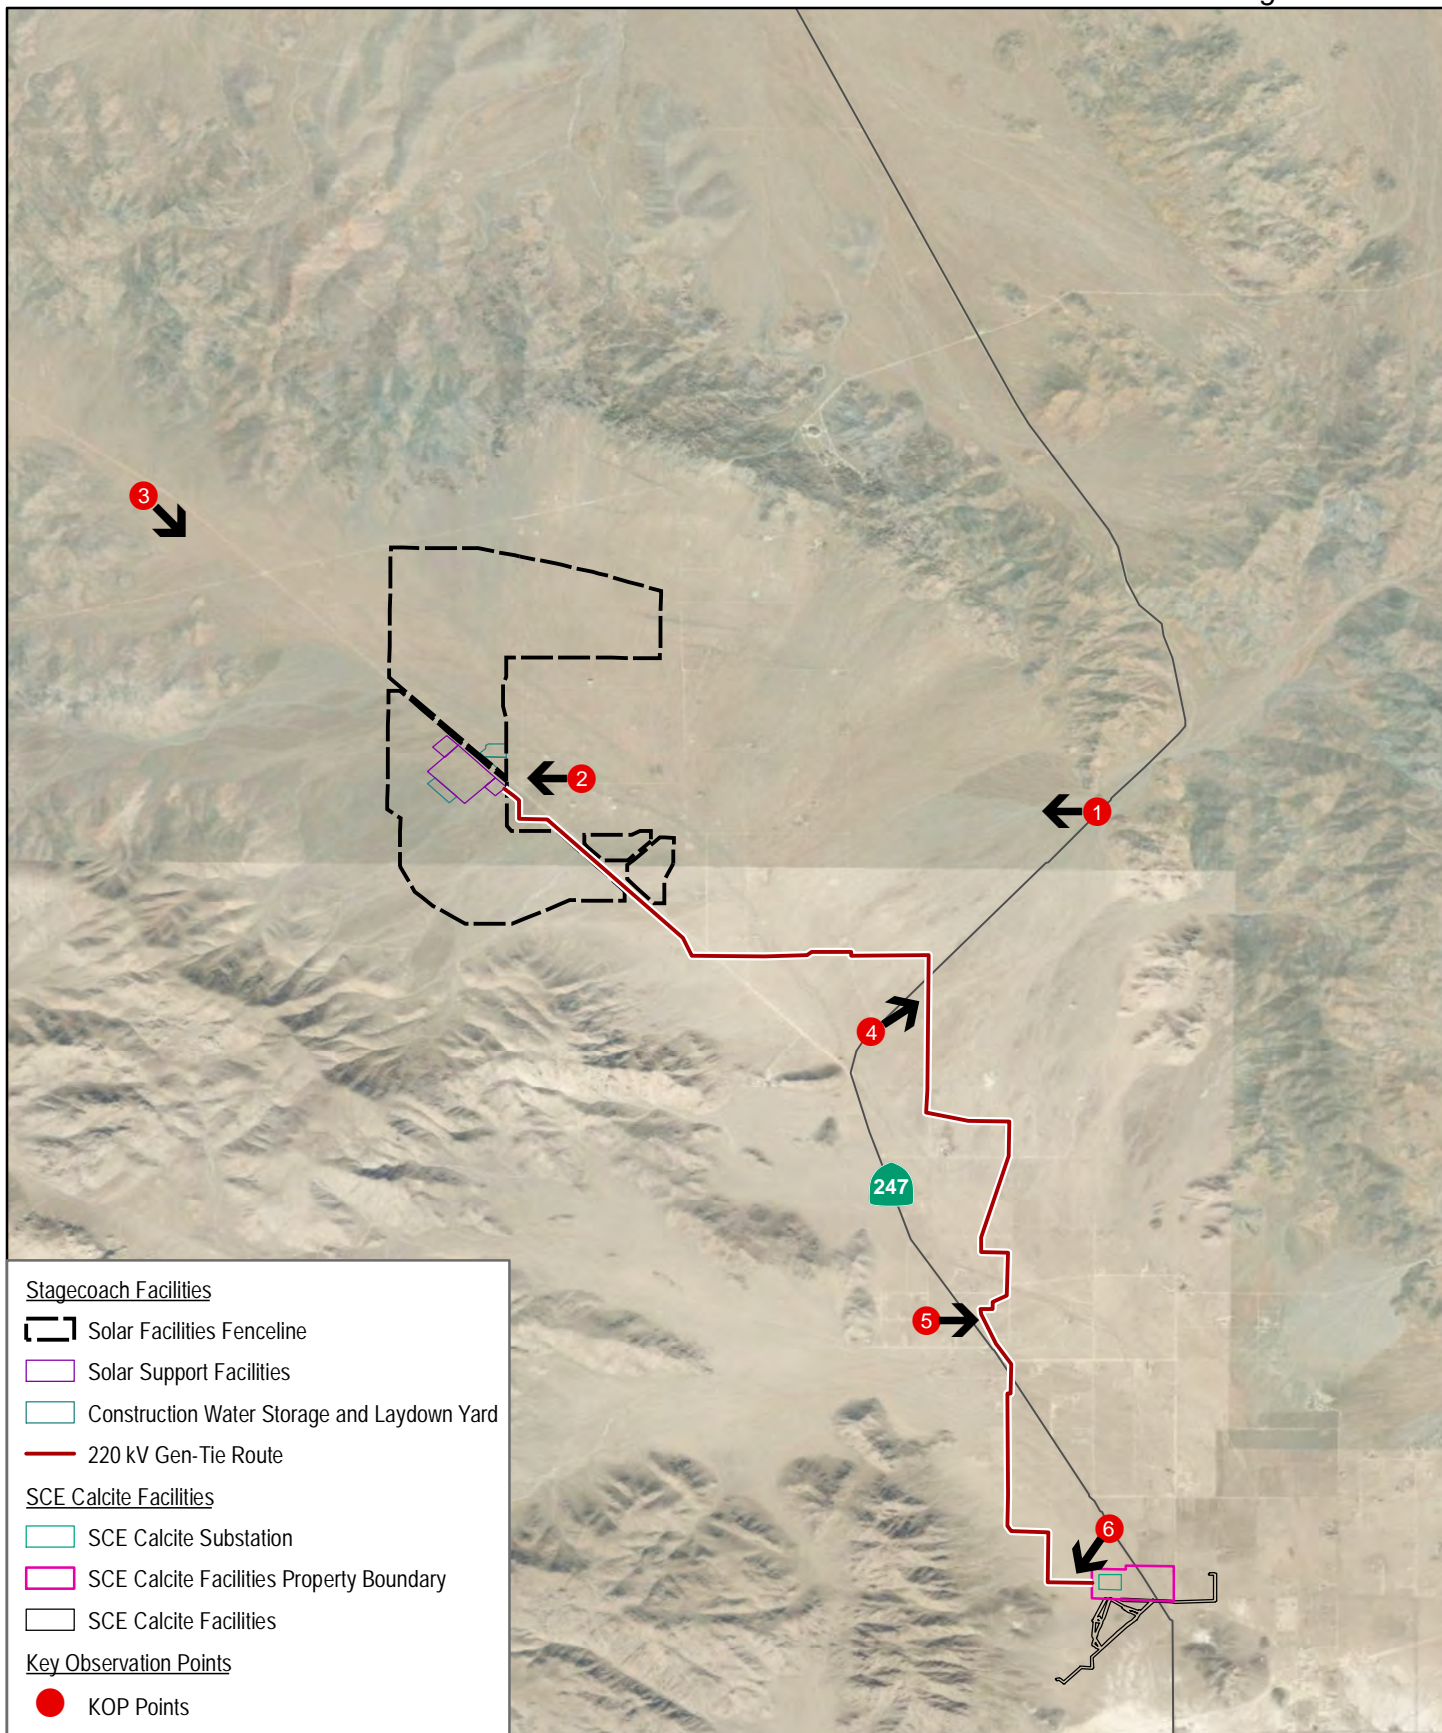 3
2
1
4
247
5
6
Stagecoach Facilities
Solar Facilities Fenceline
Solar Support Facilities
Construction Water Storage and Laydown Yard
220 kV Gen-Tie Route
SCE Calcite Facilities
SCE Calcite Substation
SCE Calcite Facilities Property Boundary
SCE Calcite Facilities
Key Observation Points
KOP Points